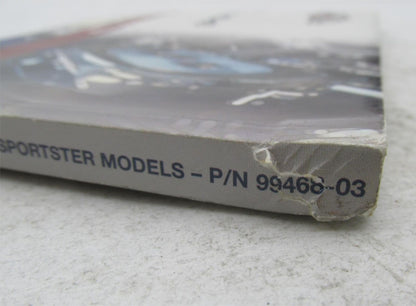 SPORTSTER MODELS – P/N 99468-03